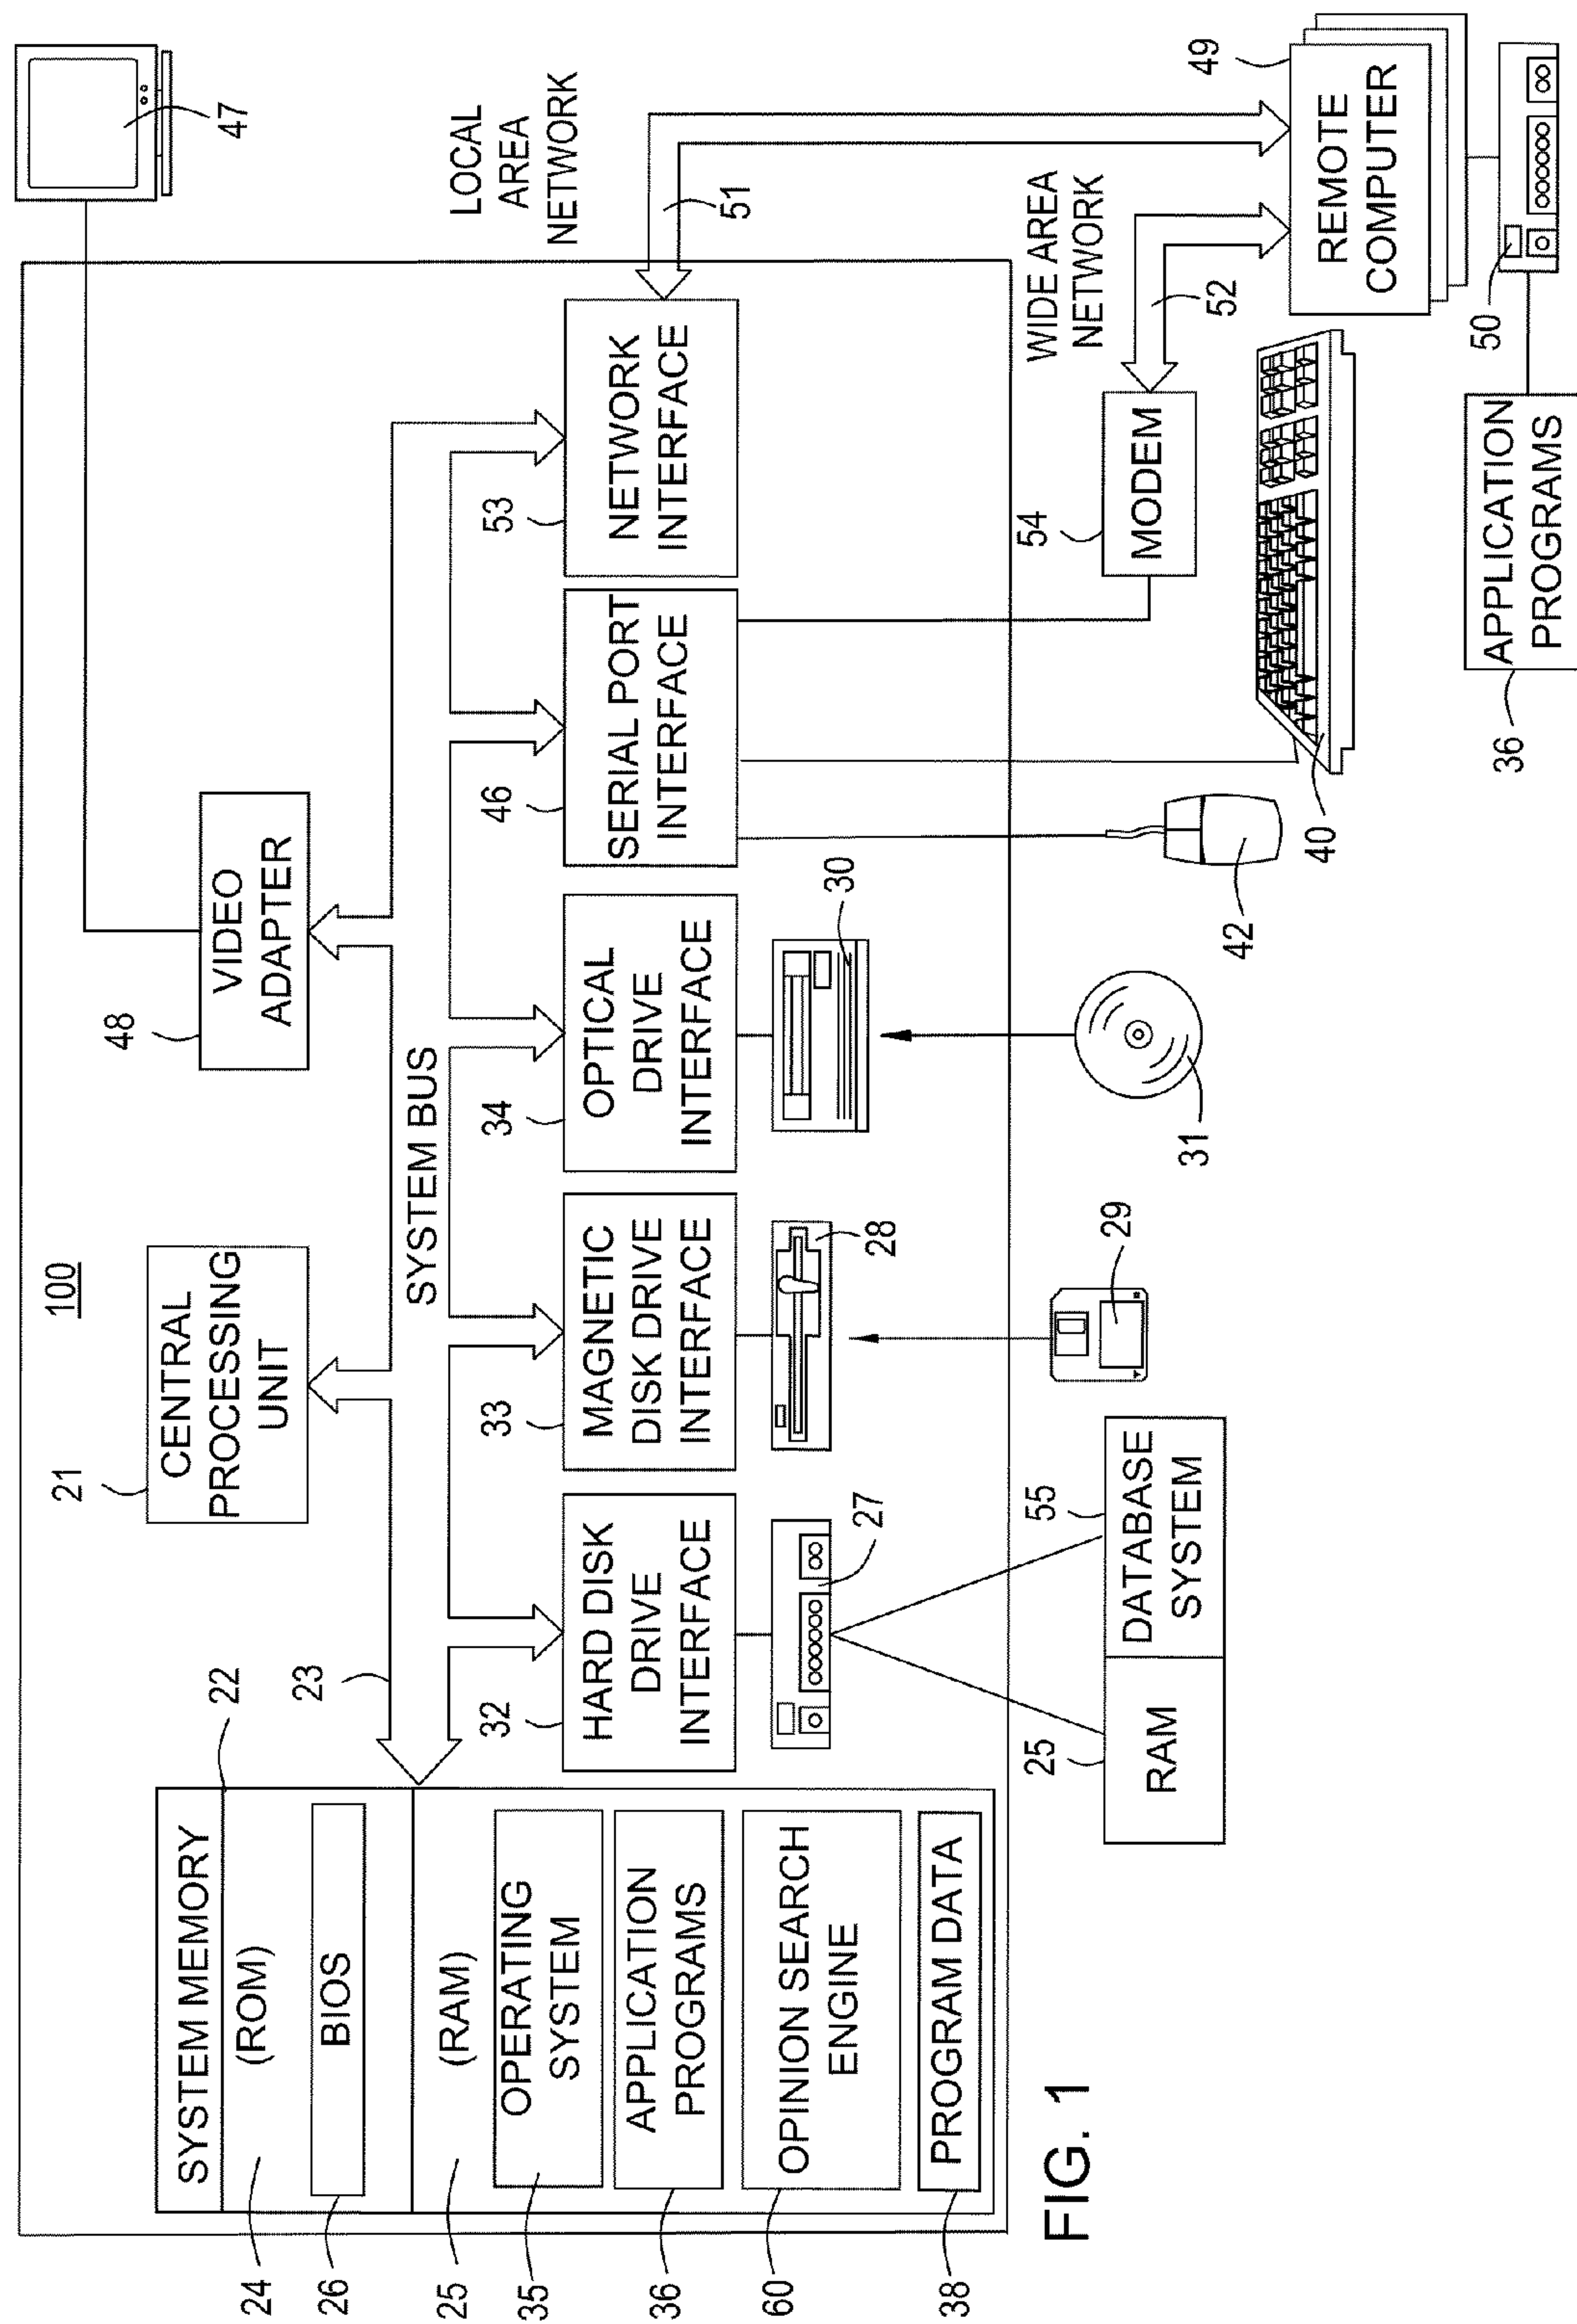 100
SYSTEM MEMORY
22
(ROM)
24
BIOS
26
(RAM)
25
OPERATING
SYSTEM
35
APPLICATION
PROGRAMS
36
OPINION SEARCH
ENGINE
60
PROGRAM DATA
38
21
CENTRAL
PROCESSING
UNIT
48
VIDEO
ADAPTER
47
23
SYSTEM BUS
32
HARD DISK
DRIVE
INTERFACE
33
MAGNETIC
DISK DRIVE
INTERFACE
34
OPTICAL
DRIVE
INTERFACE
46
SERIAL PORT
INTERFACE
53
NETWORK
INTERFACE
LOCAL
AREA
NETWORK
51
27
28
30
25
RAM
55
DATABASE
SYSTEM
29
31
42
40
54
MODEM
WIDE AREA
NETWORK
52
49
REMOTE
COMPUTER
50
36
APPLICATION
PROGRAMS
FIG. 1